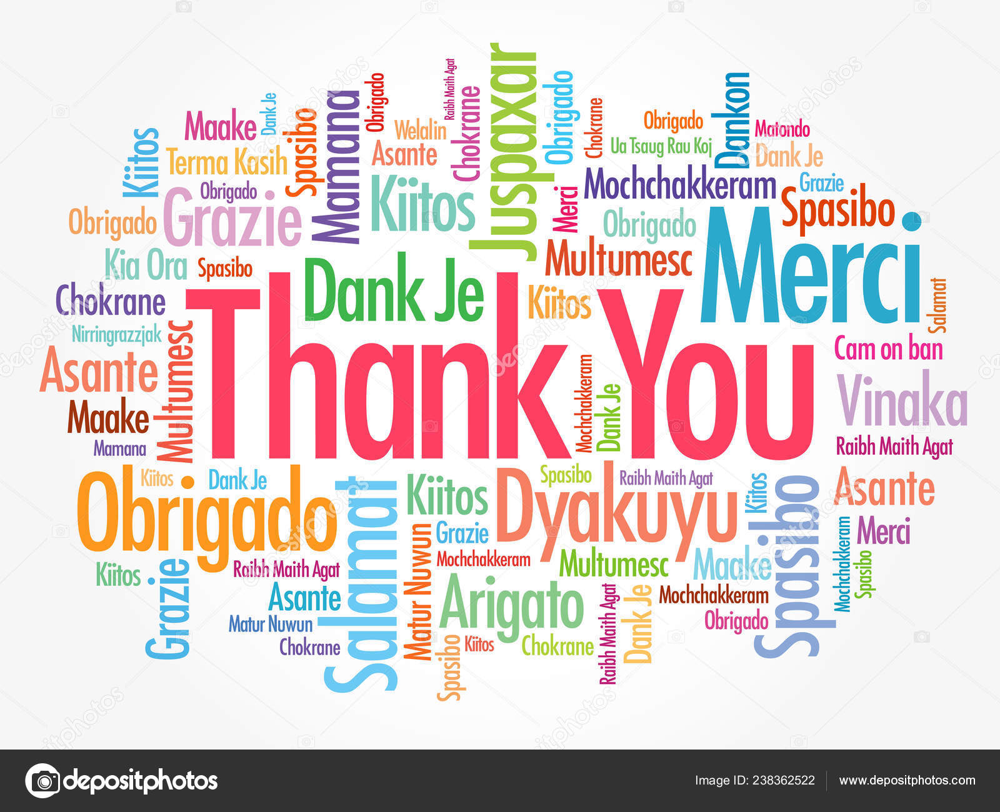 Juspaxar
Raibh Maith Agat
Obrigado
Obrigado
Dankon
Chokrane
Mamana
Dank Je
Maake
Spasibo
Welalin
Asante
Chokrane
Obrigado
Matondo
Ua Tsaug Rau Koj
Dank Je
Kiitos
Terma Kasih
Obrigado
Grazie
Kiitos
Merci
Mochchakkeram
Grazie
Spasibo
Obrigado
Obrigado
Merci
Kia Ora
Spasibo
Dank Je
Multumesc
Kiitos
Salamat
Chokrane
Thank You
Nirringrazzjak
Multumesc
Cam on ban
Asante
Mochchakkeram
Dank Je
Vinaka
Maake
Mamana
Raibh Maith Agat
Kiitos
Dank Je
Obrigado
Salamat
Kiitos
Dyakuyu
Spasibo
Raibh Maith Agat
Kiitos
Spasibo
Asante
Grazie
Mochchakkeram
Merci
Mochchakkeram
Spasibo
Multumesc
Maake
Kiitos
Grazie
Raibh Maith Agat
Asante
Matur Nuwun
Chokrane
Matur Nuwun
Arigato
Spasibo
Kiitos
Chokrane
Raibh Maith Agat
Dank Je
Mochchakkeram
Obrigado
depositphotos
Image ID: 238362522
www.depositphotos.com